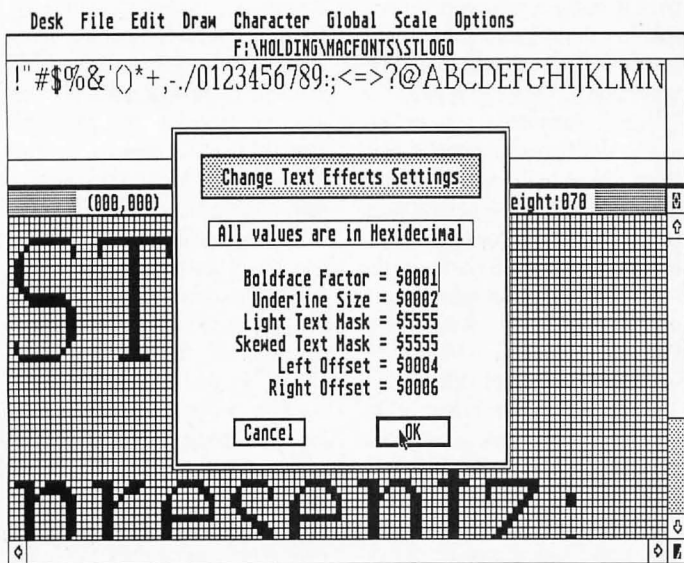 Desk File Edit Draw Character Global Scale Options
F:\HOLDING\MACFONTS\STLOGO
!"#$%&'()*+,-./0123456789:;<=>?@ABCDEFGHIJKLMN
Change Text Effects Settings
(000,000) eight:078
All values are in Hexidecimal
ST
Boldface Factor = $0001
Underline Size = $0002
Light Text Mask = $5555
Skewed Text Mask = $5555
Left Offset = $0004
Right Offset = $0006
Cancel OK
presentz: